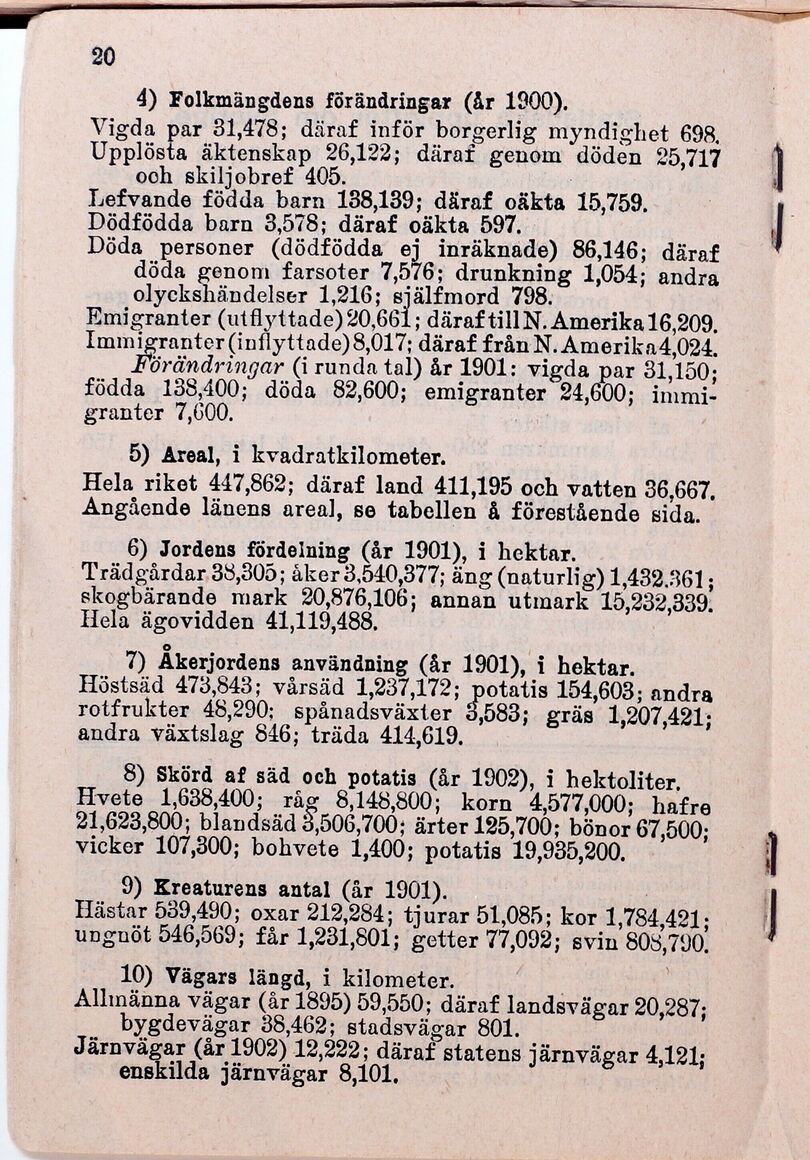 20
4) Folkmängdens förändringar (år 1900).
Vigda par 31,478; däraf inför borgerlig myndighet 698.
Upplösta äktenskap 26,122; däraf genom döden 25,717
och skiljobref 405.
Lefvande födda barn 138,139; däraf oäkta 15,759.
Dödfödda barn 3,578; däraf oäkta 597.
Döda personer (dödfödda ej inräknade) 86,146; däraf
döda genom farsoter 7,576; drunkning 1,054; andra
olyckshändelser 1,216; själfmord 798.
Emigranter (utflyttade) 20,661; däraf till N. Amerika 16,209.
Immigranter (inflyttade) 8,017; däraf från N. Amerika 4,024.
Förändringar (i runda tal) år 1901: vigda par 31,150;
födda 138,400; döda 82,600; emigranter 24,600; immi-
granter 7,600.
5) Areal, i kvadratkilometer.
Hela riket 447,862; däraf land 411,195 och vatten 36,667.
Angående länens areal, se tabellen å förestående sida.
6) Jordens fördelning (år 1901), i hektar.
Trädgårdar 38,305; åker 3,540,377; äng (naturlig) 1,432.361;
skogbärande mark 20,876,106; annan utmark 15,232,339.
Hela ägovidden 41,119,488.
7) Åkerjordens användning (år 1901), i hektar.
Höstsäd 473,843; vårsäd 1,237,172; potatis 154,603; andra
rotfrukter 48,290; spånadsväxter 3,583; gräs 1,207,421;
andra växtslag 846; träda 414,619.
8) Skörd af säd och potatis (år 1902), i hektoliter.
Hvete 1,638,400; råg 8,148,800; korn 4,577,000; hafre
21,623,800; blandsäd 3,506,700; ärter 125,700; bönor 67,500;
vicker 107,300; bohvete 1,400; potatis 19,935,200.
9) Kreaturens antal (år 1901).
Hästar 539,490; oxar 212,284; tjurar 51,085; kor 1,784,421;
ungnöt 546,569; får 1,231,801; getter 77,092; svin 808,790.
10) Vägars längd, i kilometer.
Allmänna vägar (år 1895) 59,550; däraf landsvägar 20,287;
bygdevägar 38,462; stadsvägar 801.
Järnvägar (år 1902) 12,222; däraf statens järnvägar 4,121;
enskilda järnvägar 8,101.